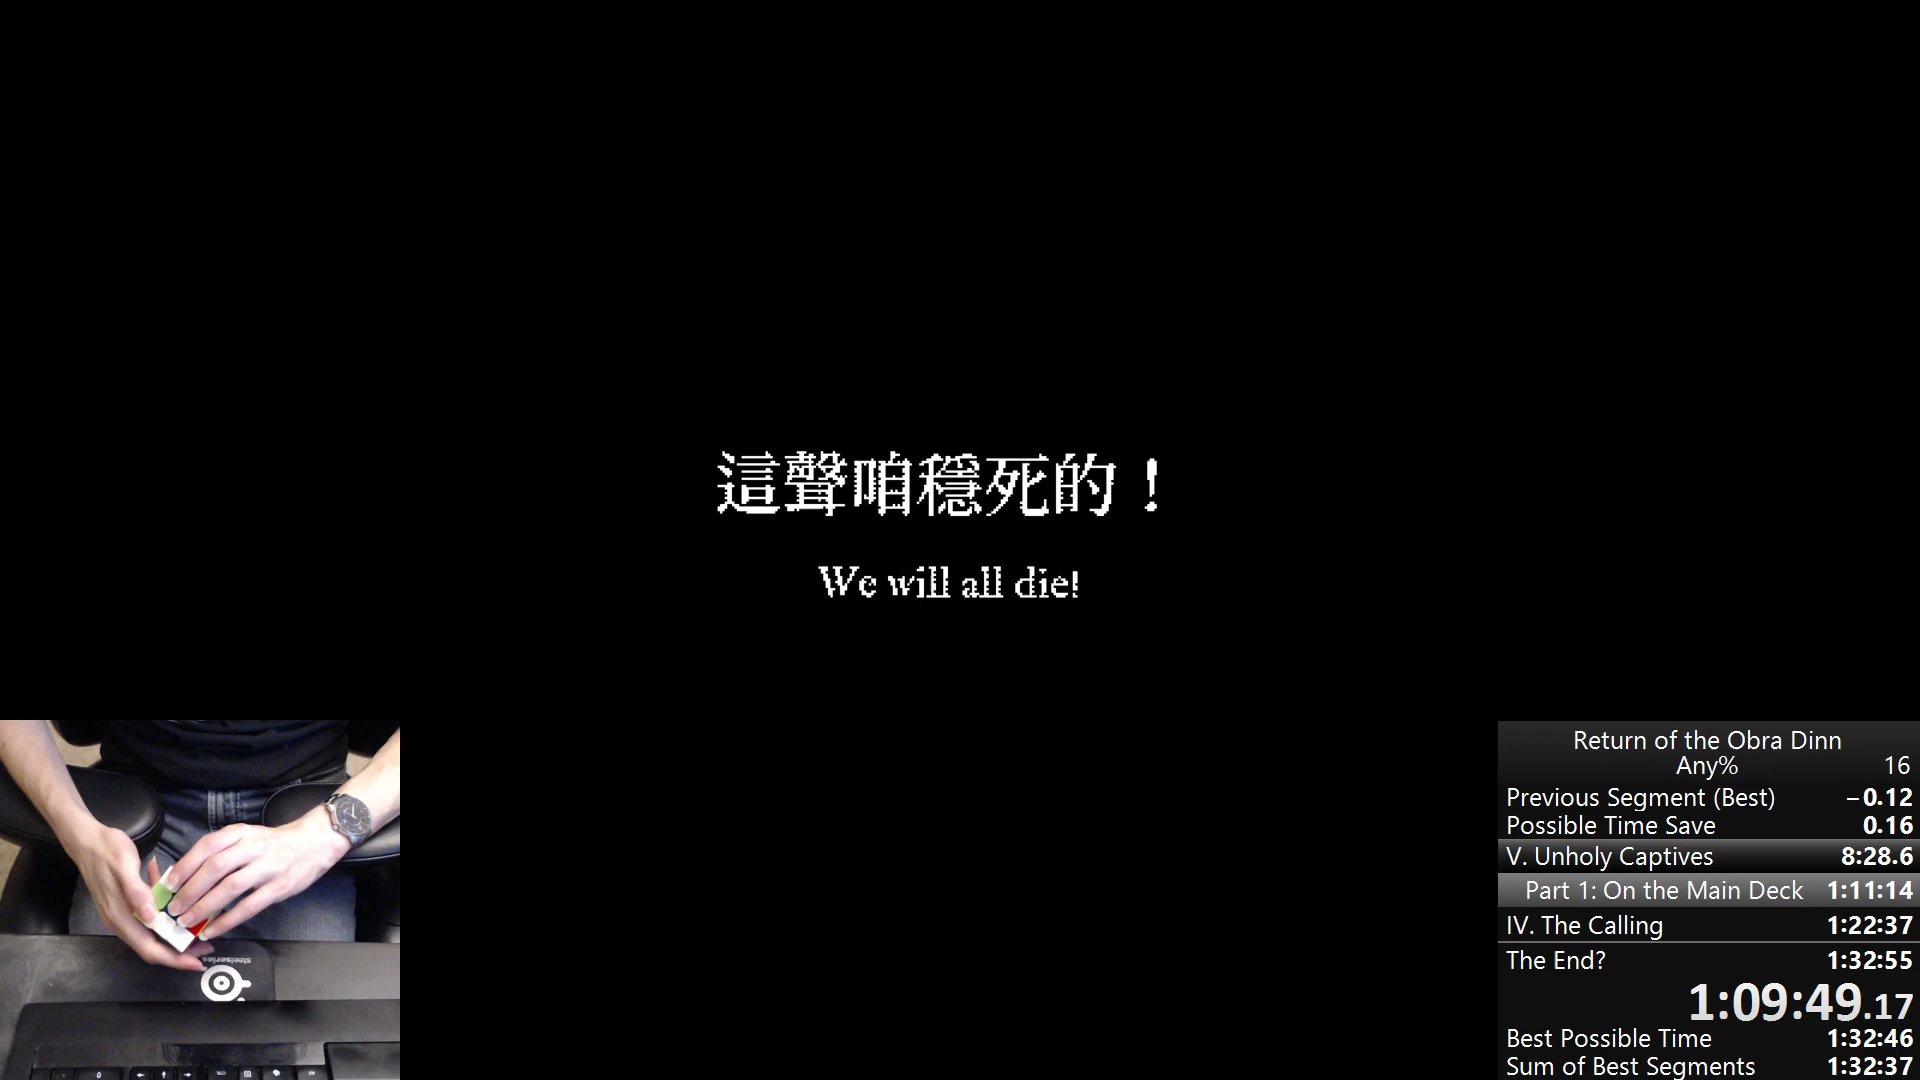 這聲咱穩死的！
We will all die!
steelseries
Return of the Obra Dinn
Any% 16
Previous Segment (Best) −0.12
Possible Time Save 0.16
V. Unholy Captives 8:28.6
Part 1: On the Main Deck 1:11:14
IV. The Calling 1:22:37
The End? 1:32:55
1:09:49.17
Best Possible Time 1:32:46
Sum of Best Segments 1:32:37